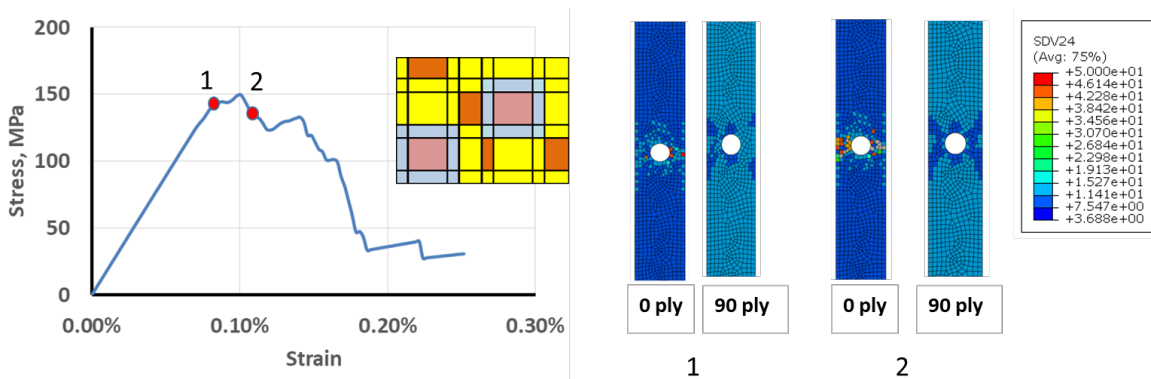 200
150
100
50
0
Stress, MPa
0.00%
0.10%
0.20%
0.30%
Strain
1
2
0 ply
90 ply
0 ply
90 ply
1
2
SDV24
(Avg: 75%)
+5.000e+01
+4.614e+01
+4.228e+01
+3.842e+01
+3.456e+01
+3.070e+01
+2.684e+01
+2.298e+01
+1.913e+01
+1.527e+01
+1.141e+01
+7.547e+00
+3.688e+00